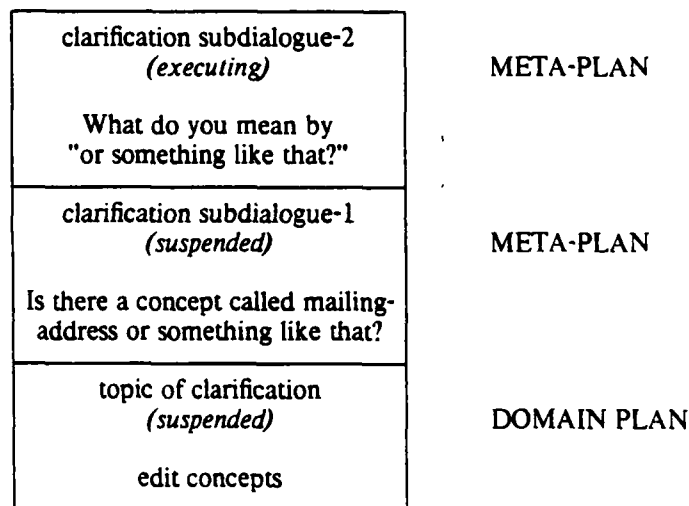 clarification subdialogue-2
(executing)
META-PLAN
What do you mean by
"or something like that?"
clarification subdialogue-1
(suspended)
META-PLAN
Is there a concept called mailing-
address or something like that?
topic of clarification
(suspended)
DOMAIN PLAN
edit concepts